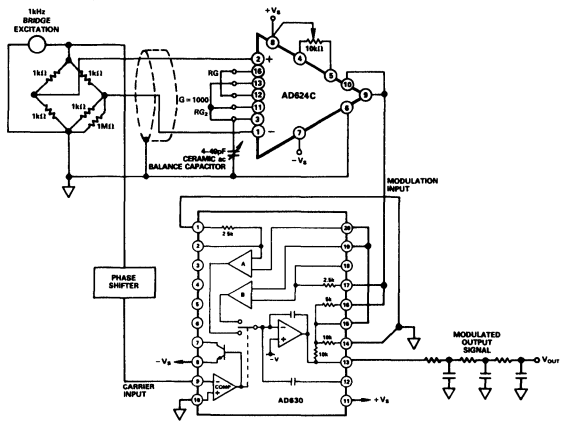 1kHz
BRIDGE
EXCITATION
1kΩ
1kΩ
1kΩ
1kΩ
1MΩ
G = 1000
RG
RG2
2
16
13
12
11
3
1
+
−
+VS
8
10kΩ
4
5
10
9
6
7
−VS
AD624C
4–40pF
CERAMIC ac
BALANCE CAPACITOR
MODULATION
INPUT
PHASE
SHIFTER
CARRIER
INPUT
1
2
3
4
5
6
7
8
9
10
−VS
2.5k
A
B
−V
COMP
AD630
20
19
18
17
16
15
14
13
12
11
2.5k
5k
10k
10k
+VS
MODULATED
OUTPUT
SIGNAL
VOUT